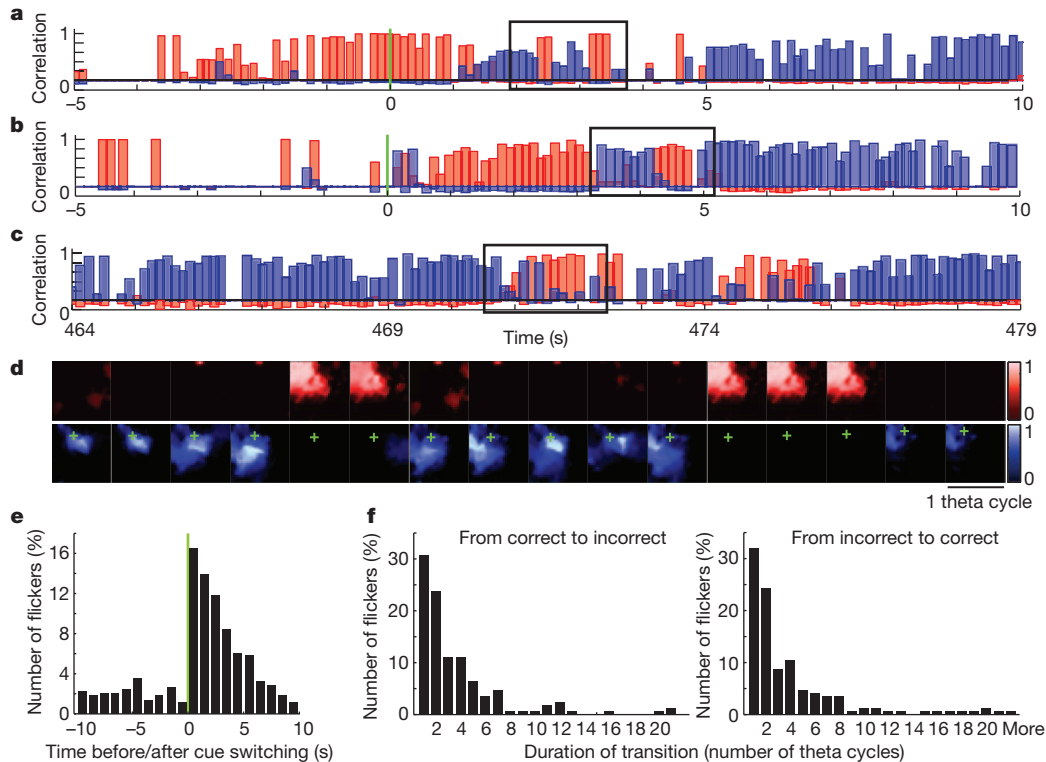 a
Correlation
1
0
–5 0 5 10
b
Correlation
1
0
–5 0 5 10
c
Correlation
1
0
464 469 Time (s) 474 479
d
1
0
1
0
1 theta cycle
e
Number of flickers (%)
16
12
8
4
0
–10 –5 0 5 10
Time before/after cue switching (s)
f
From correct to incorrect
Number of flickers (%)
30
20
10
0
2 4 6 8 10 12 14 16 18 20
From incorrect to correct
Number of flickers (%)
30
20
10
0
2 4 6 8 10 12 14 16 18 20 More
Duration of transition (number of theta cycles)